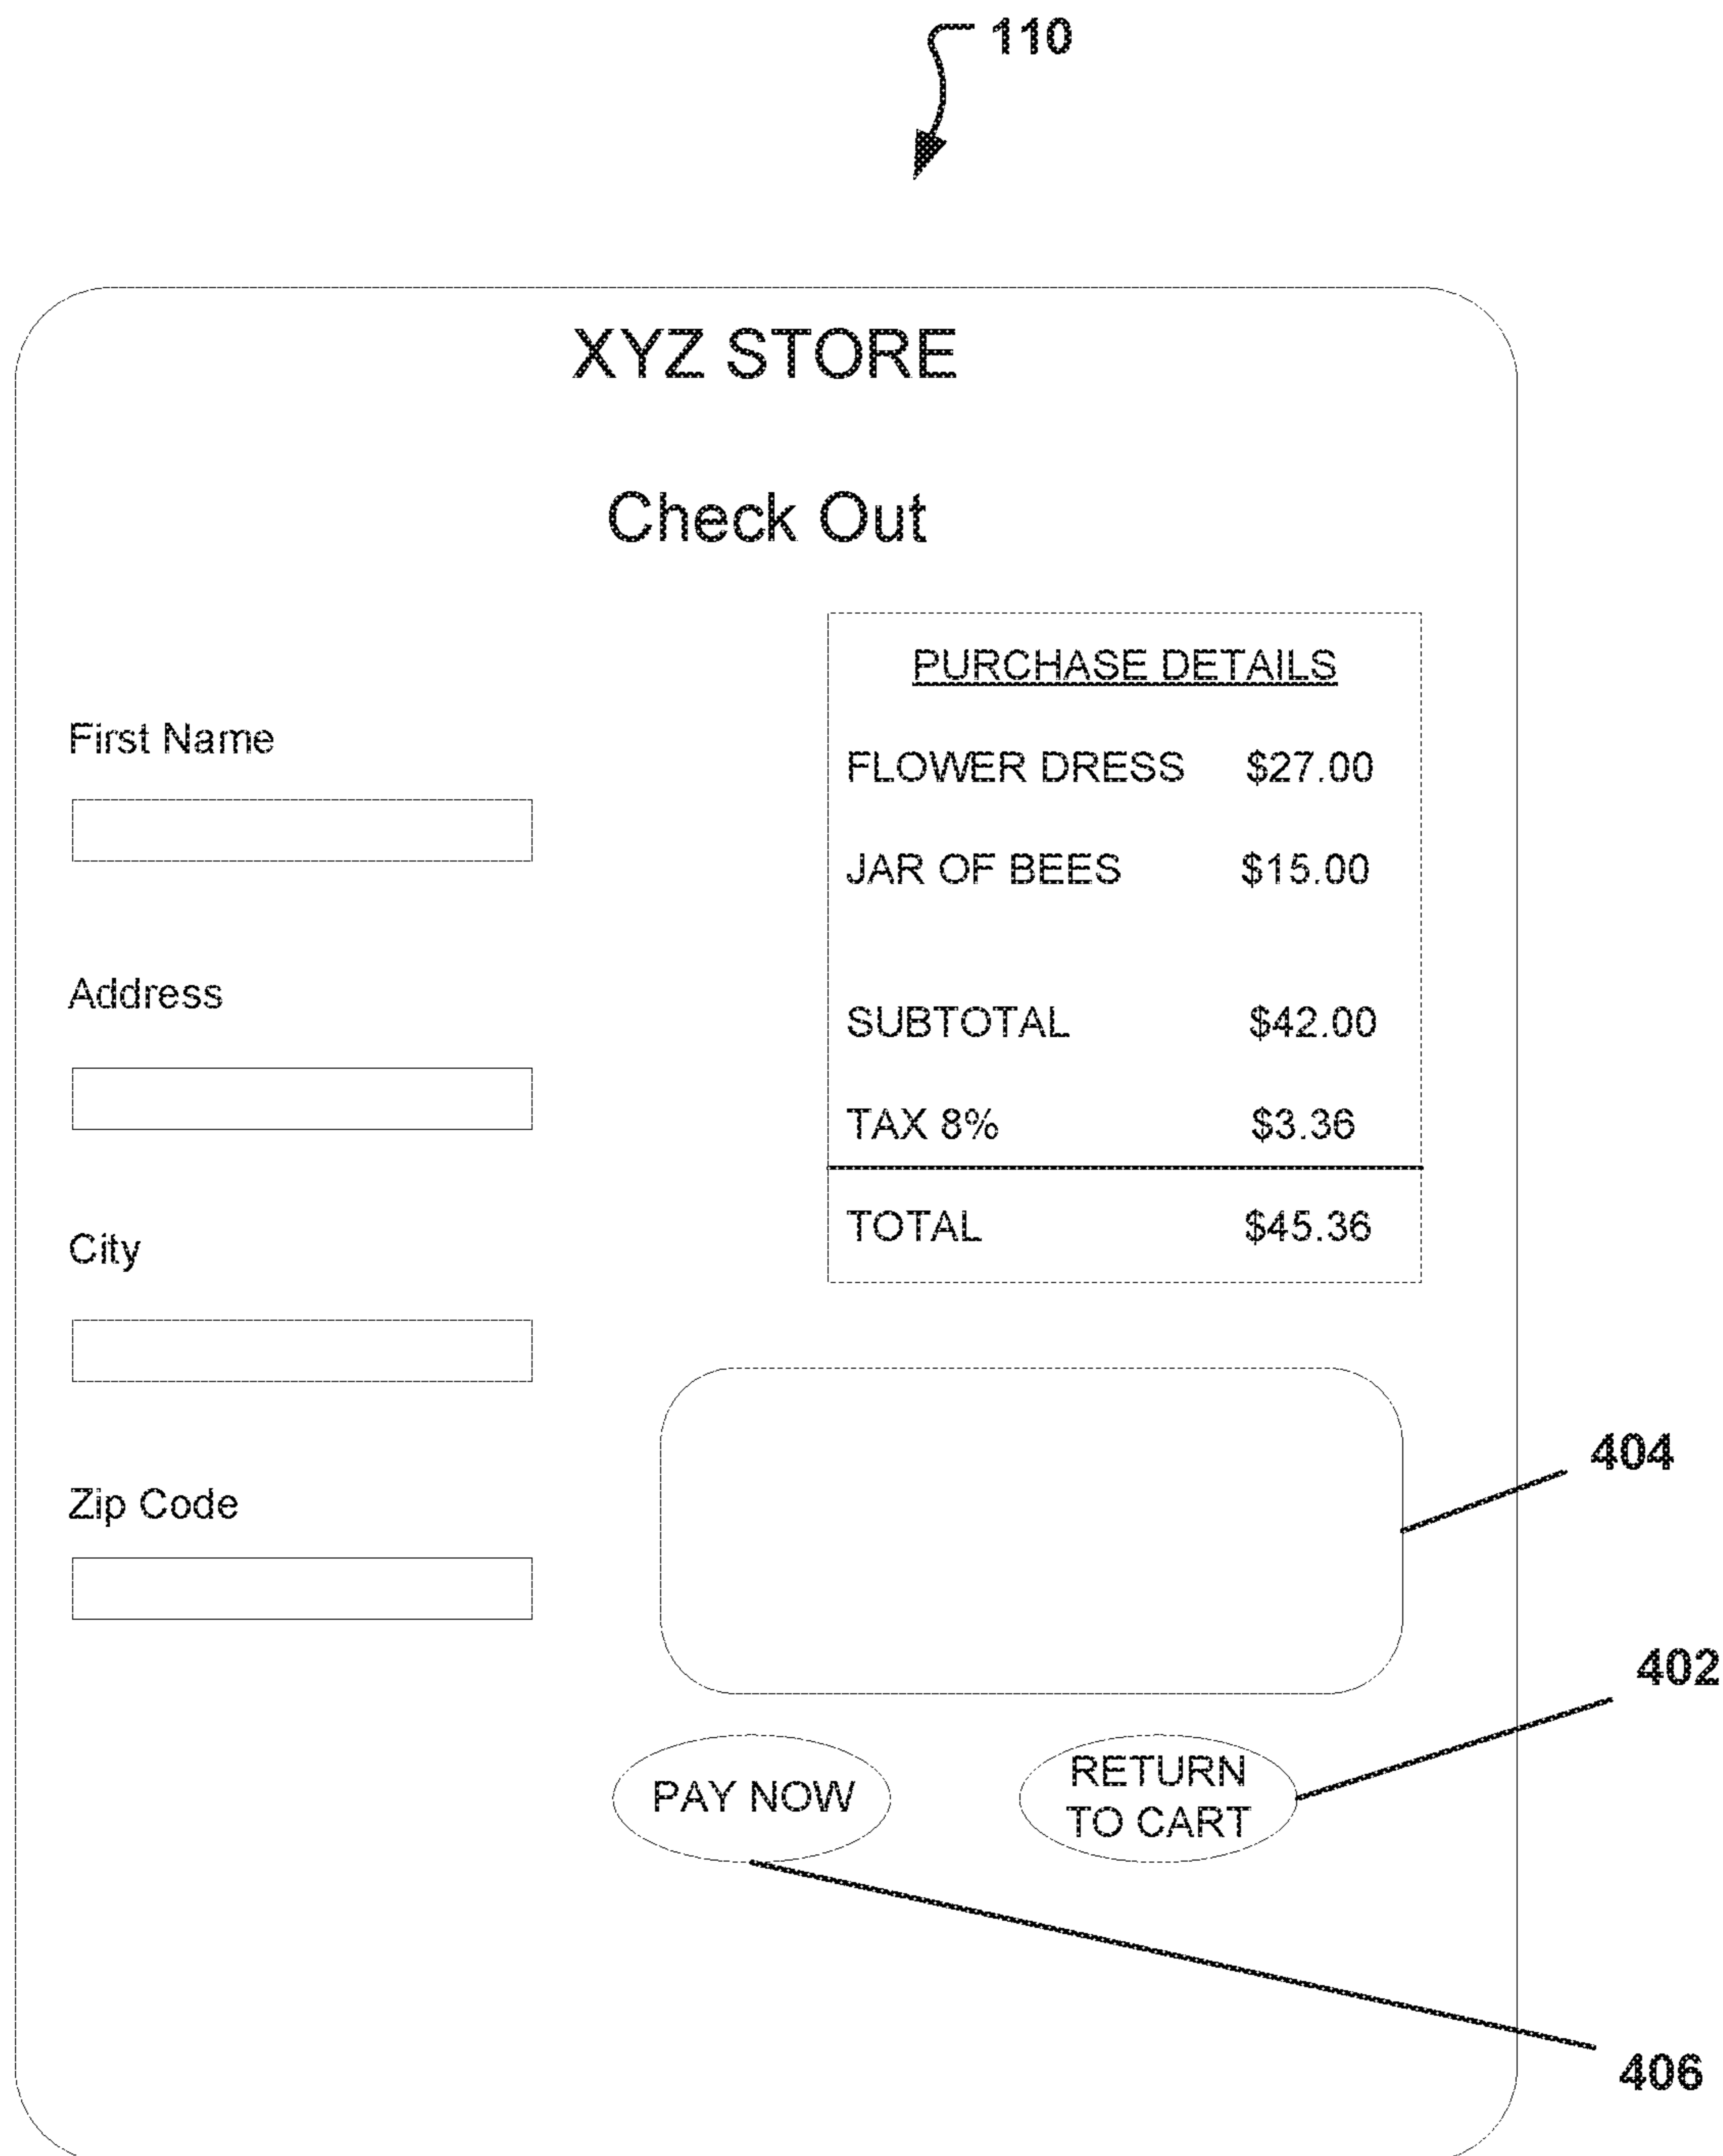 110
XYZ STORE
Check Out
First Name
Address
City
Zip Code
PURCHASE DETAILS
FLOWER DRESS $27.00
JAR OF BEES $15.00
SUBTOTAL $42.00
TAX 8% $3.36
TOTAL $45.36
404
402
PAY NOW
RETURN
TO CART
406